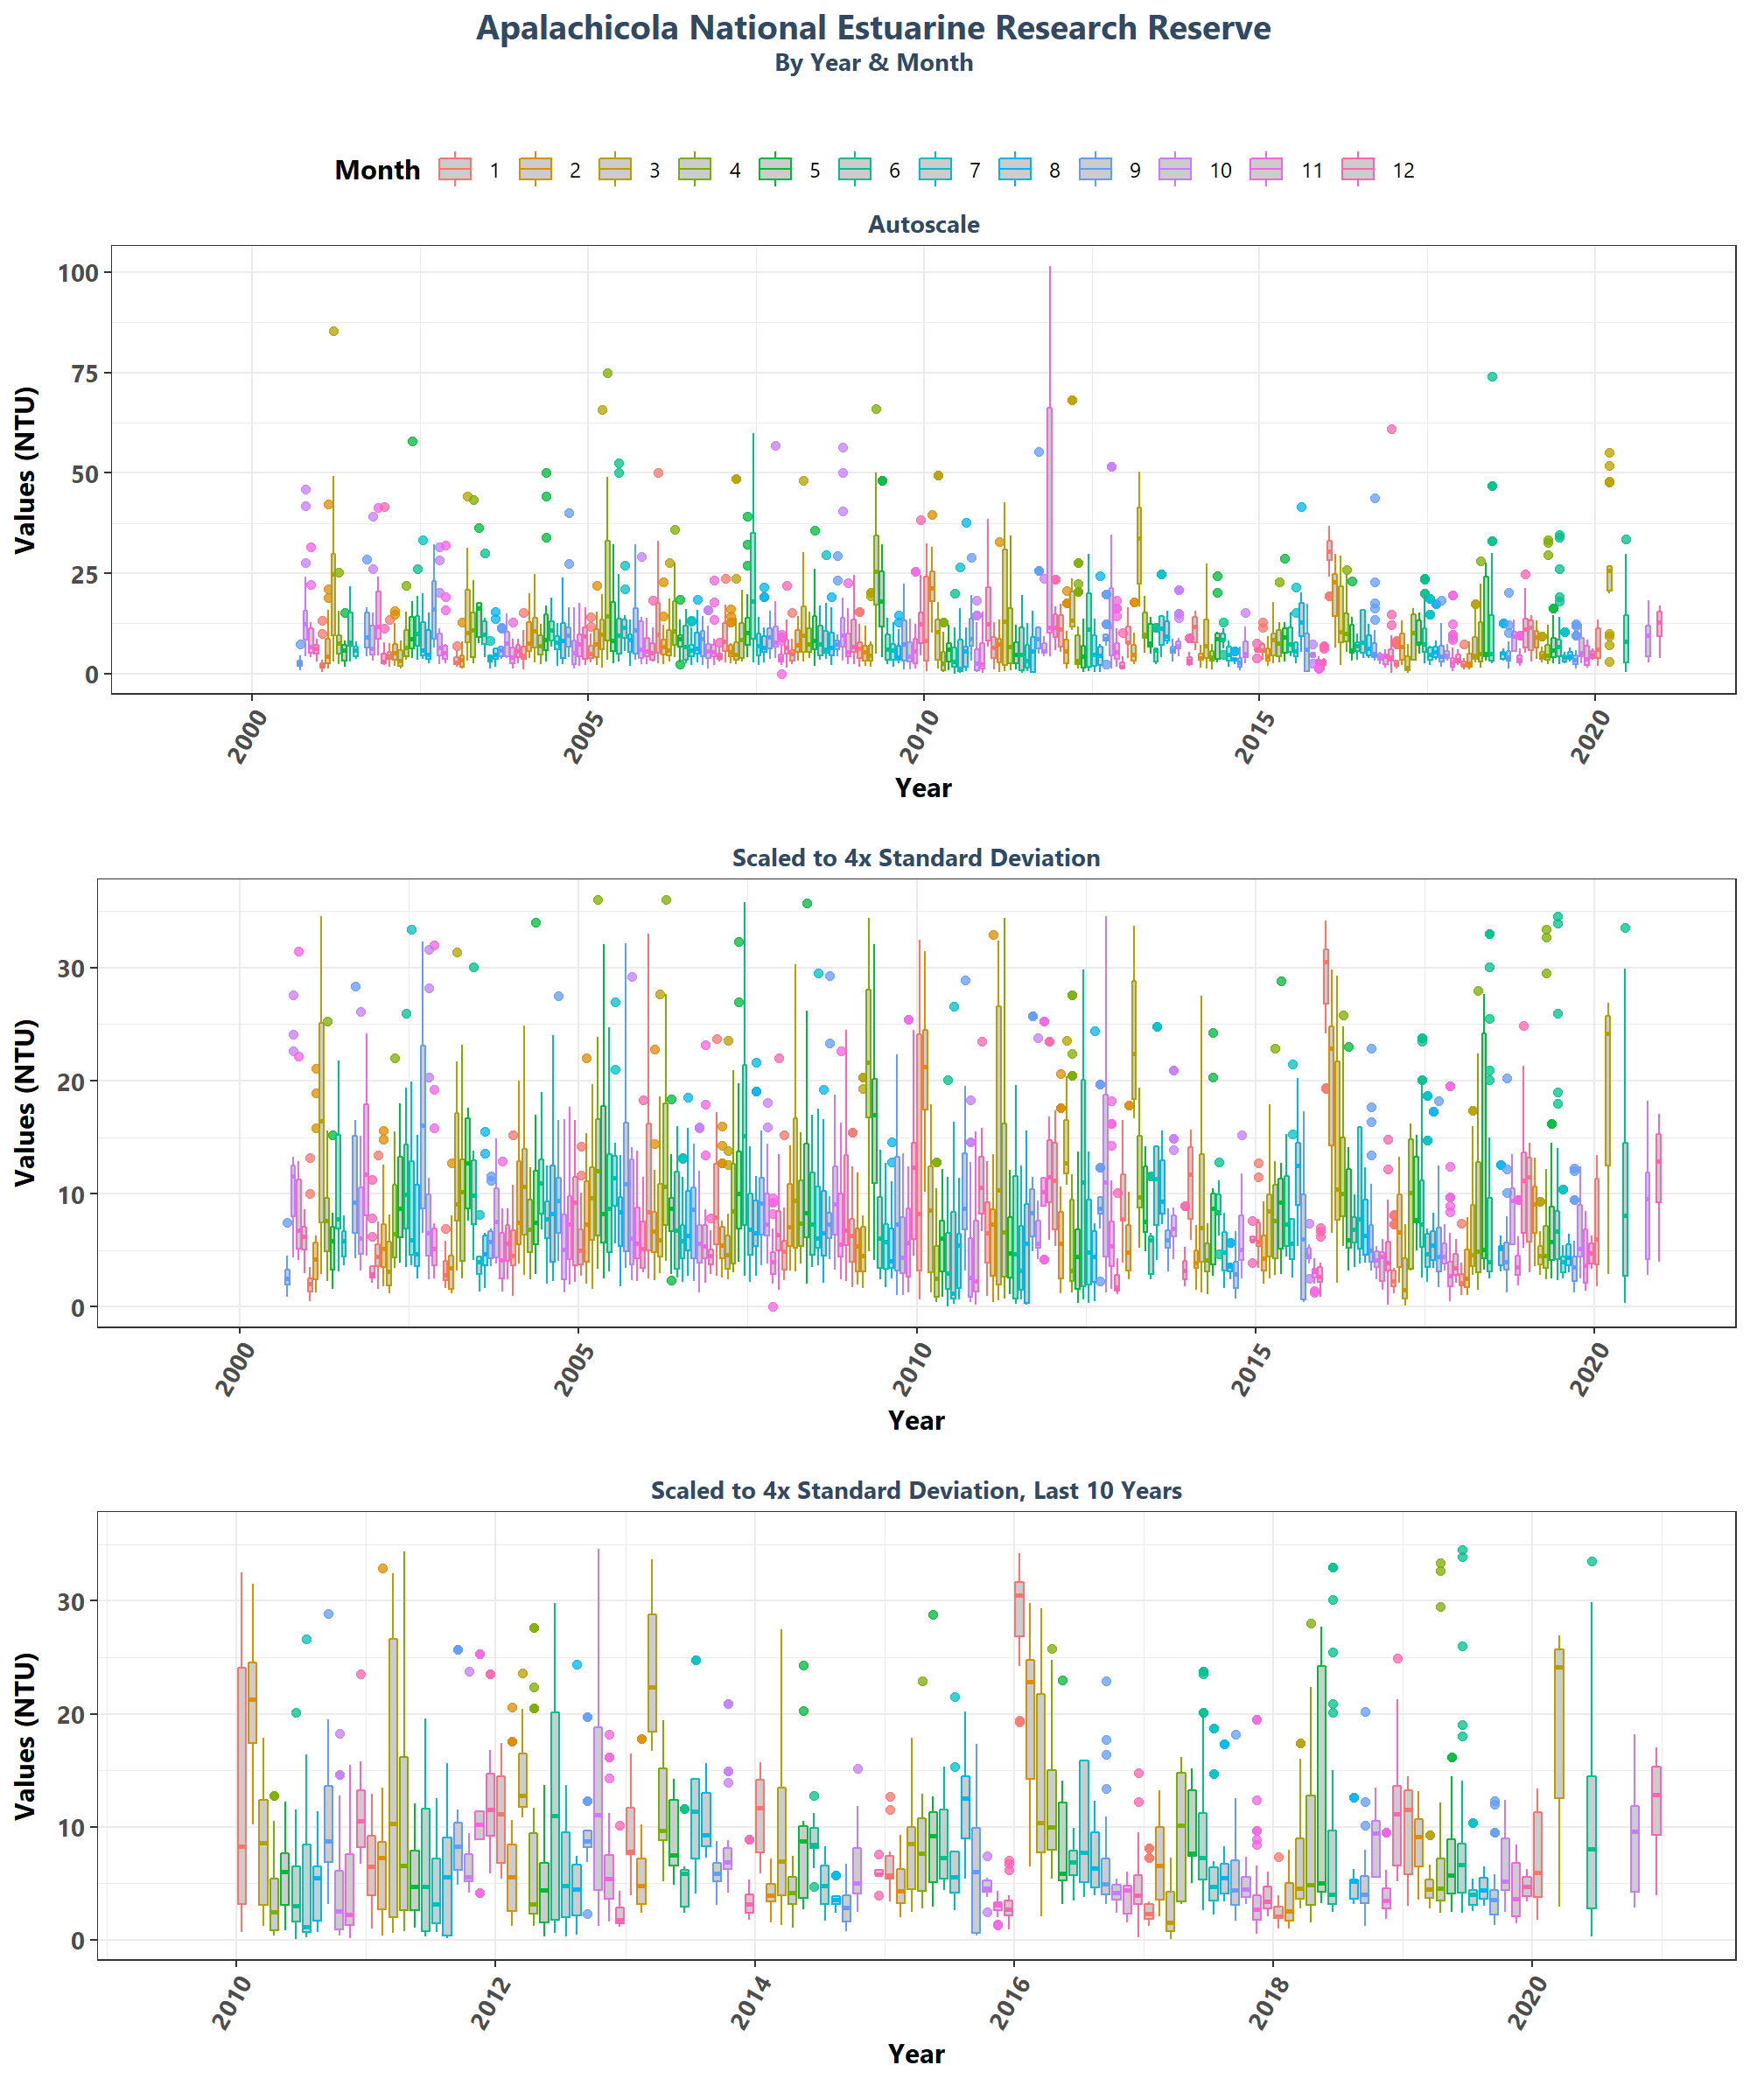 Apalachicola National Estuarine Research Reserve
By Year & Month
Month 1 2 3 4 5 6 7 8 9 10 11 12
Autoscale
Values (NTU)
100
75
50
25
0
2000 2005 2010 2015 2020
Year
Scaled to 4x Standard Deviation
Values (NTU)
30
20
10
0
2000 2005 2010 2015 2020
Year
Scaled to 4x Standard Deviation, Last 10 Years
Values (NTU)
30
20
10
0
2010 2012 2014 2016 2018 2020
Year